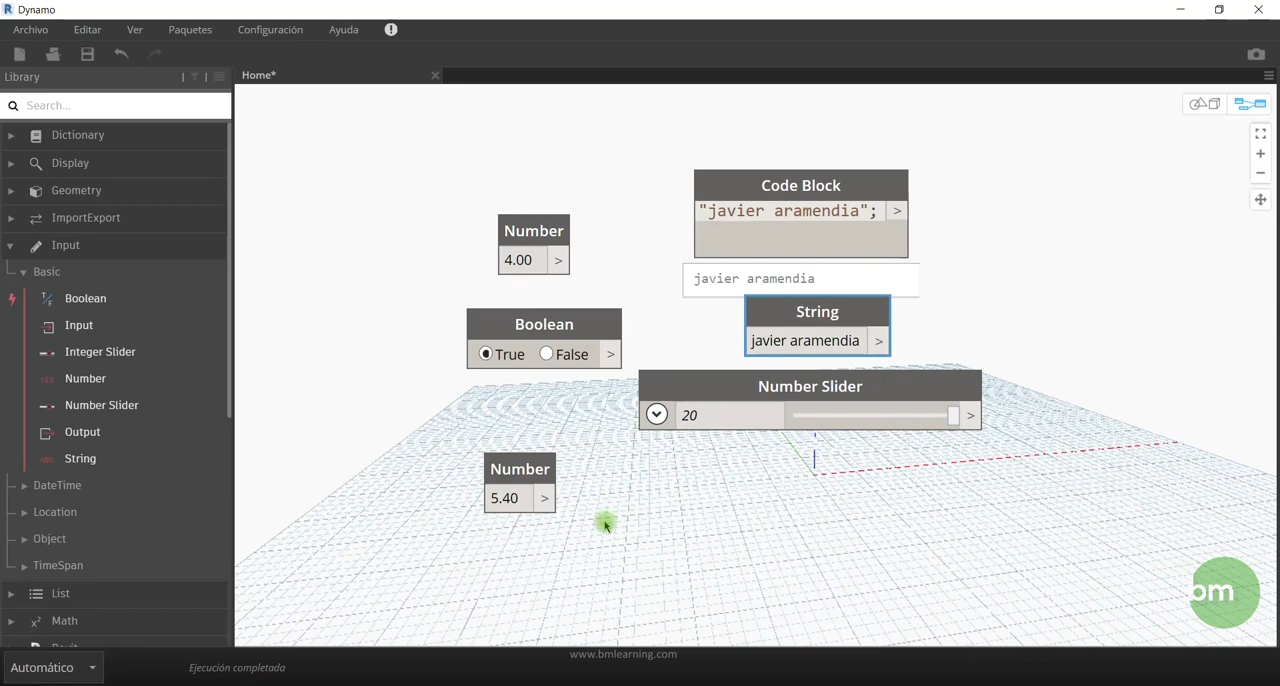 Dynamo
Archivo Editar Ver Paquetes Configuración Ayuda
Library
Home*
Search...
Dictionary
Display
Geometry
ImportExport
Input
Basic
Boolean
Input
Integer Slider
Number
Number Slider
Output
String
DateTime
Location
Object
TimeSpan
List
Math
Number
4.00 >
Boolean
True False >
Number
5.40 >
Code Block
"javier aramendia"; >
javier aramendia
String
javier aramendia >
Number Slider
20 >
bm
www.bmlearning.com
Automático
Ejecución completada